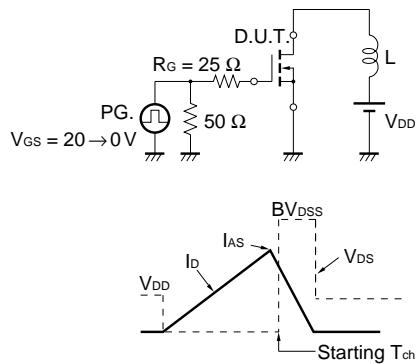 D.U.T.
RG = 25 Ω
L
PG.
50 Ω
VDD
VGS = 20 → 0 V
BVDSS
IAS
ID
VDS
VDD
Starting Tch